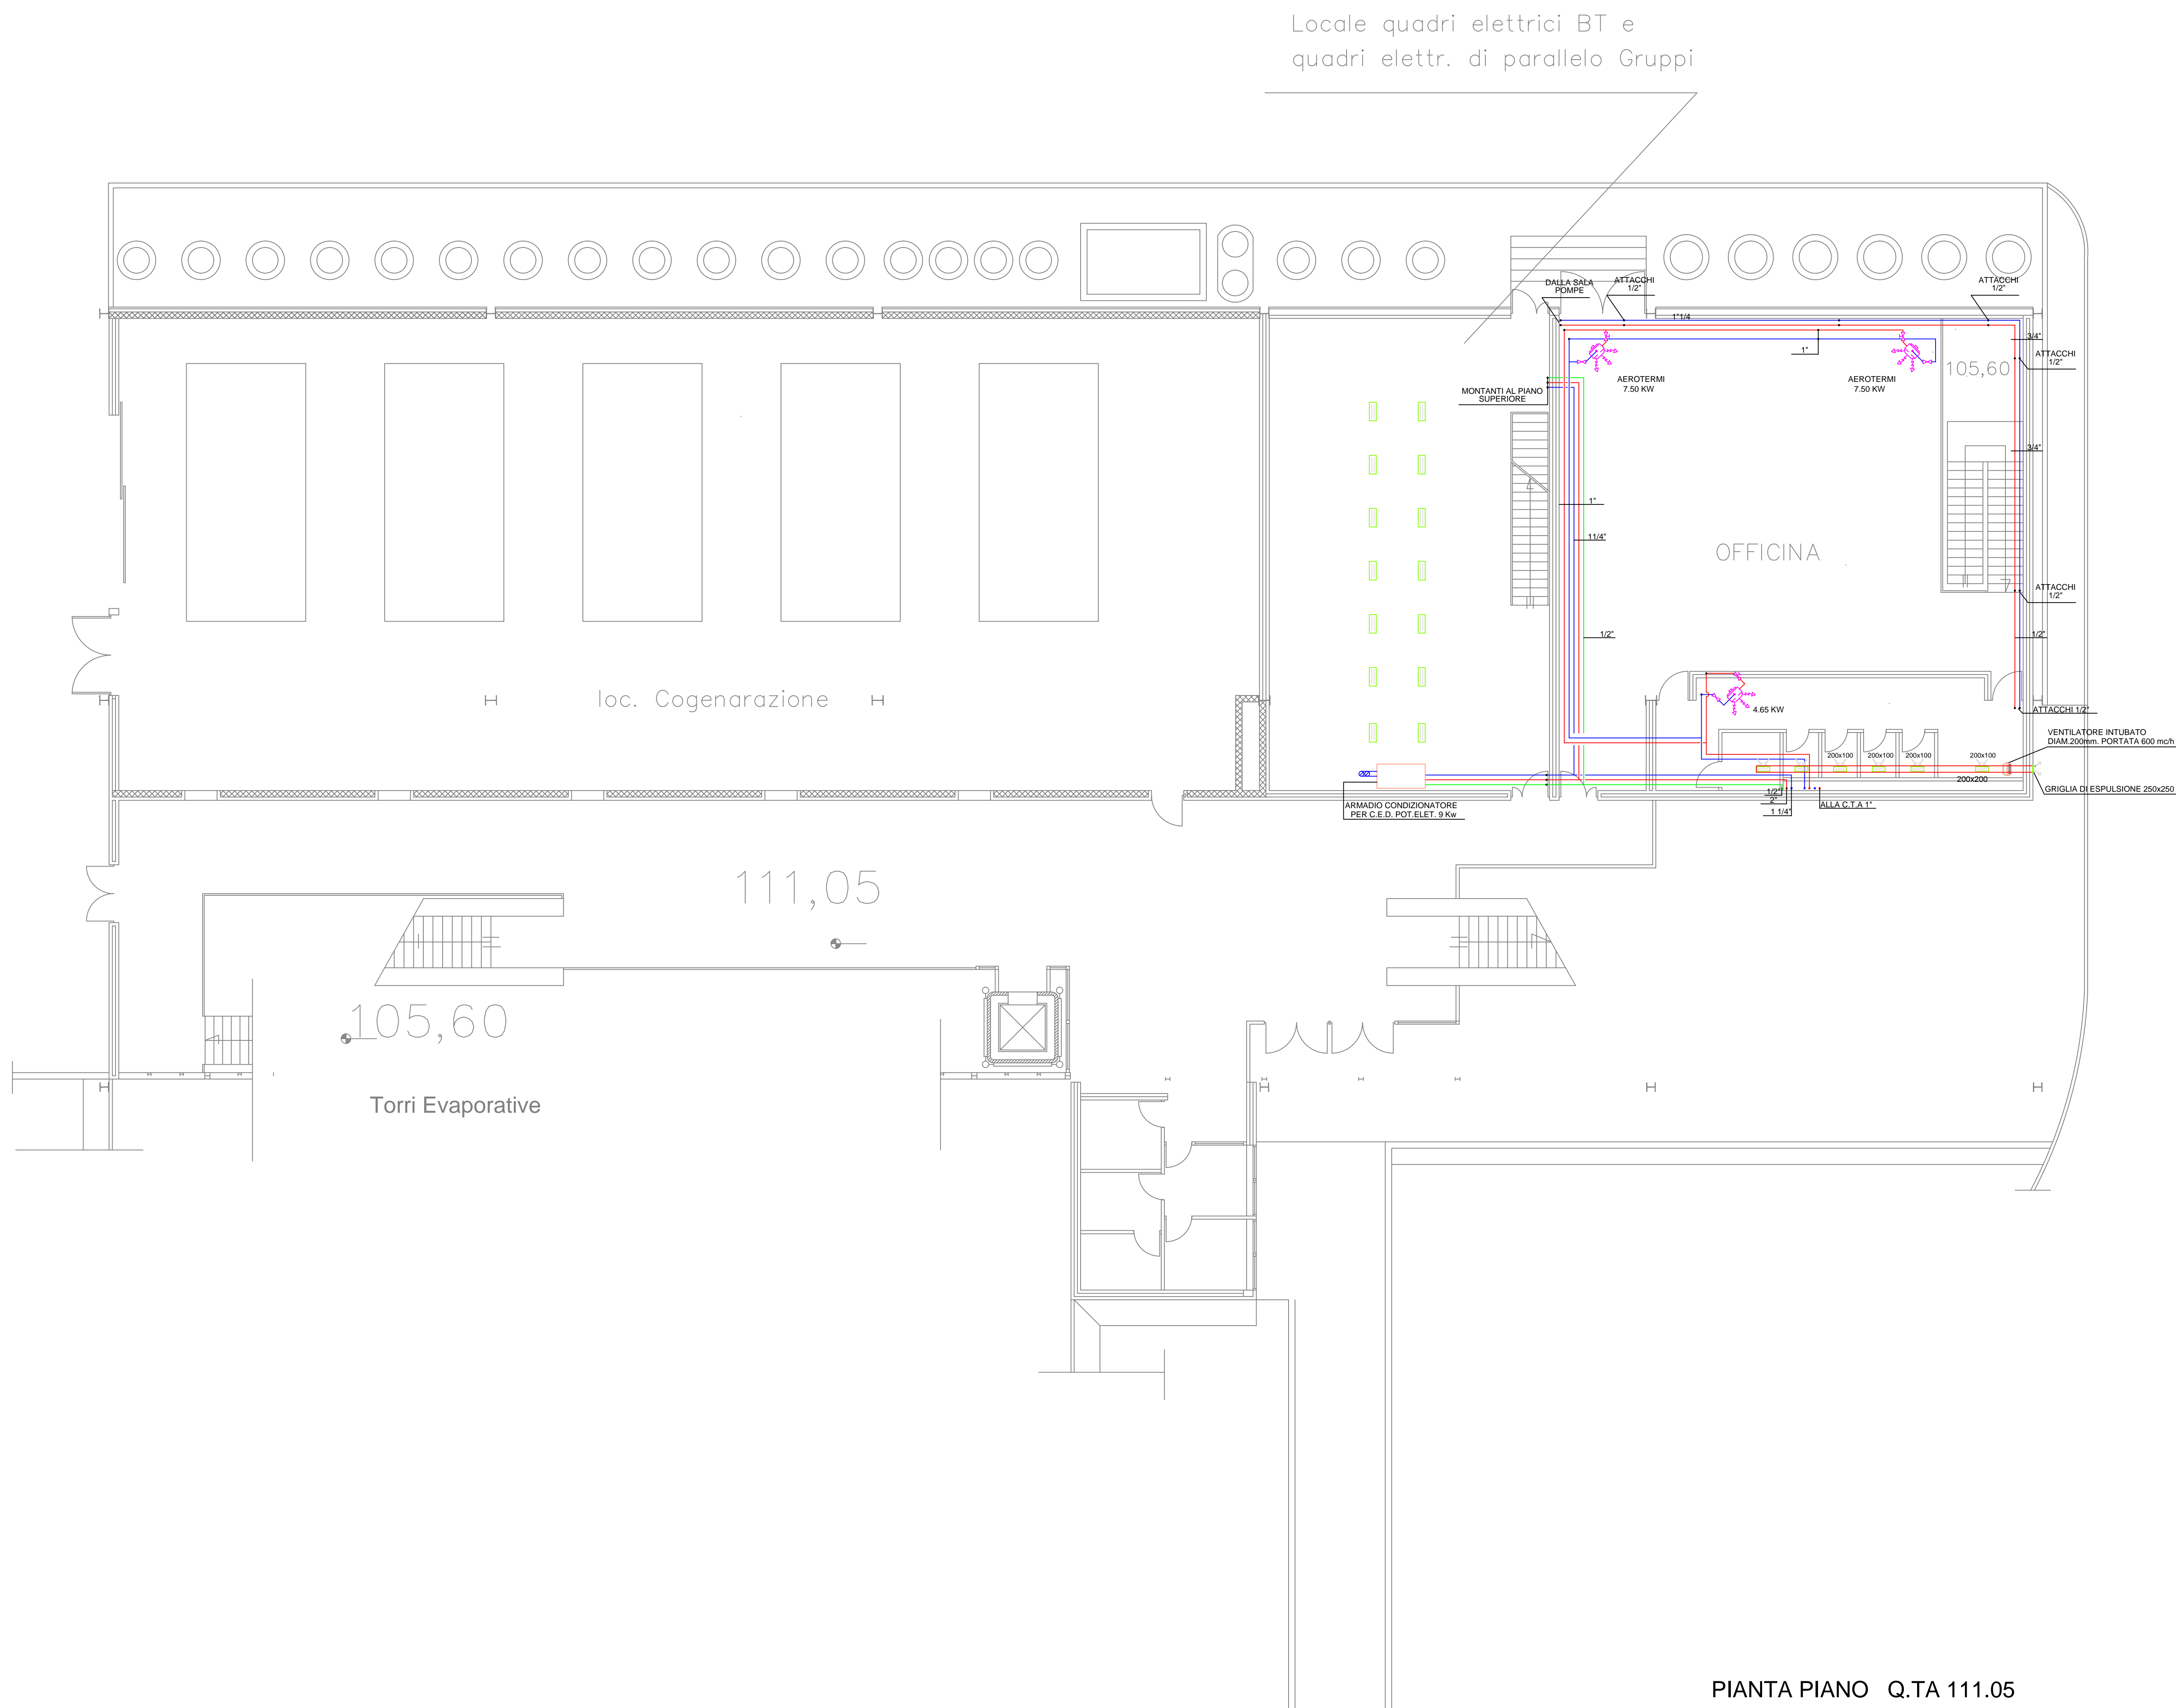 Locale quadri elettrici BT e
quadri elettr. di parallelo Gruppi
DALLA SALA
POMPE
ATTACCHI
1/2"
ATTACCHI
1/2"
1"1/4
3/4"
1"
ATTACCHI
1/2"
105,60
AEROTERMI
7.50 KW
AEROTERMI
7.50 KW
MONTANTI AL PIANO
SUPERIORE
3/4"
1"
11/4"
OFFICINA
ATTACCHI
1/2"
1/2"
1/2"
loc. Cogenarazione
4.65 KW
ATTACCHI 1/2"
VENTILATORE INTUBATO
DIAM.200mm. PORTATA 600 mc/h
200x100
200x100
200x100
200x100
200x200
GRIGLIA DI ESPULSIONE 250x250
1/2"
2"
1 1/4"
ALLA C.T.A 1"
ARMADIO CONDIZIONATORE
PER C.E.D. POT.ELET. 9 Kw
111,05
105,60
Torri Evaporative
PIANTA PIANO Q.TA 111.05